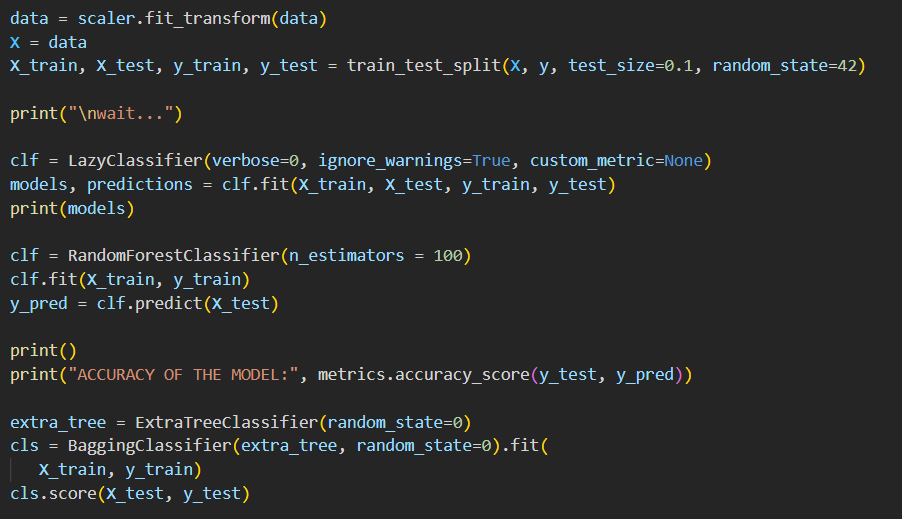 data = scaler.fit_transform(data)
X = data
X_train, X_test, y_train, y_test = train_test_split(X, y, test_size=0.1, random_state=42)
print("\nwait...")
clf = LazyClassifier(verbose=0, ignore_warnings=True, custom_metric=None)
models, predictions = clf.fit(X_train, X_test, y_train, y_test)
print(models)
clf = RandomForestClassifier(n_estimators = 100)
clf.fit(X_train, y_train)
y_pred = clf.predict(X_test)
print()
print("ACCURACY OF THE MODEL:", metrics.accuracy_score(y_test, y_pred))
extra_tree = ExtraTreeClassifier(random_state=0)
cls = BaggingClassifier(extra_tree, random_state=0).fit(
   X_train, y_train)
cls.score(X_test, y_test)